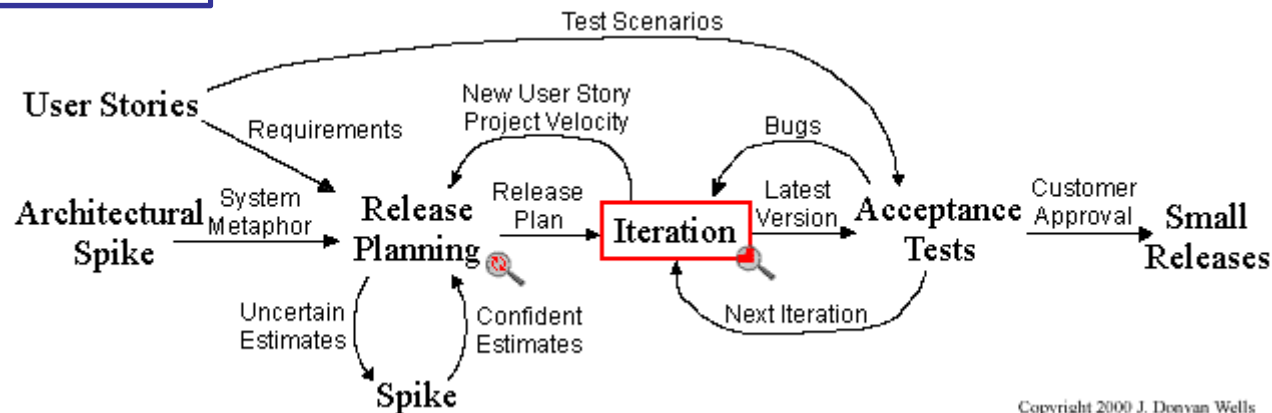 Test Scenarios
User Stories
New User Story
Project Velocity
Bugs
Requirements
Architectural
Spike
System
Metaphor
Release
Planning
Release
Plan
Iteration
Latest
Version
Acceptance
Tests
Customer
Approval
Small
Releases
Uncertain
Estimates
Confident
Estimates
Next Iteration
Spike
Copyright 2000 J. Donvan Wells